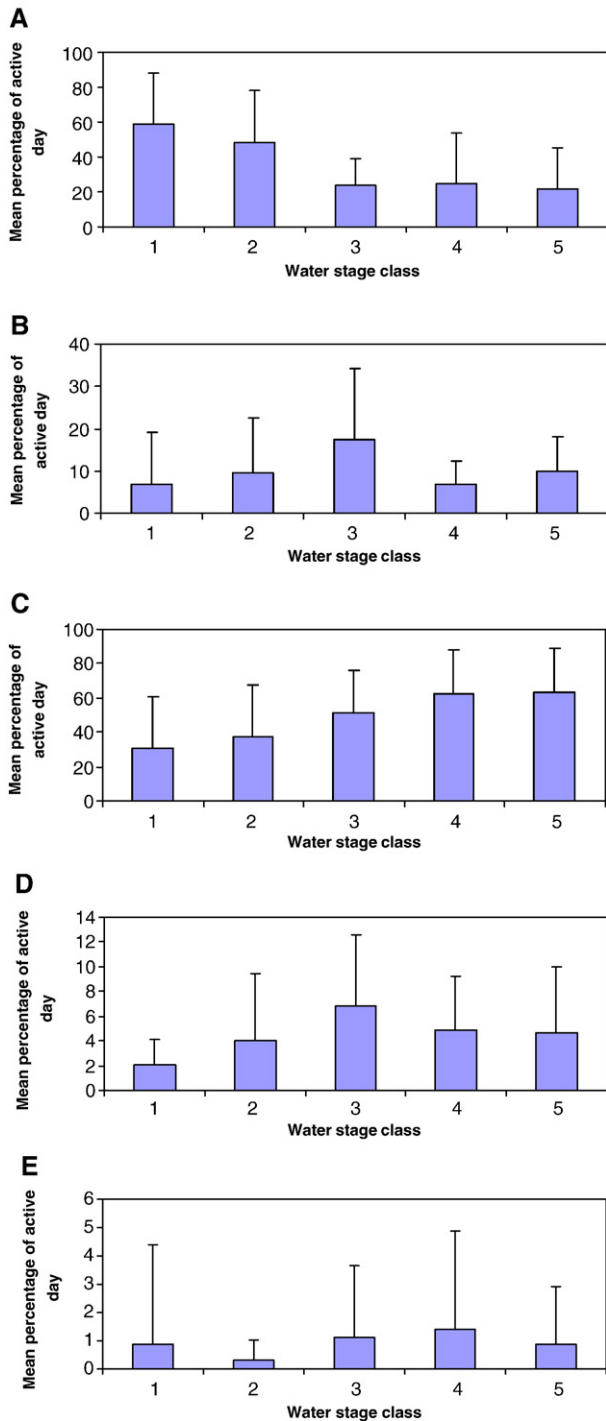 A
Mean percentage of active
day
100
80
60
40
20
0
1 2 3 4 5
Water stage class
B
Mean percentage of
active day
40
30
20
10
0
1 2 3 4 5
Water stage class
C
Mean percentage of
active day
100
80
60
40
20
0
1 2 3 4 5
Water stage class
D
Mean percentage of active
day
14
12
10
8
6
4
2
0
1 2 3 4 5
Water stage class
E
Mean percentage of active
day
6
5
4
3
2
1
0
1 2 3 4 5
Water stage class